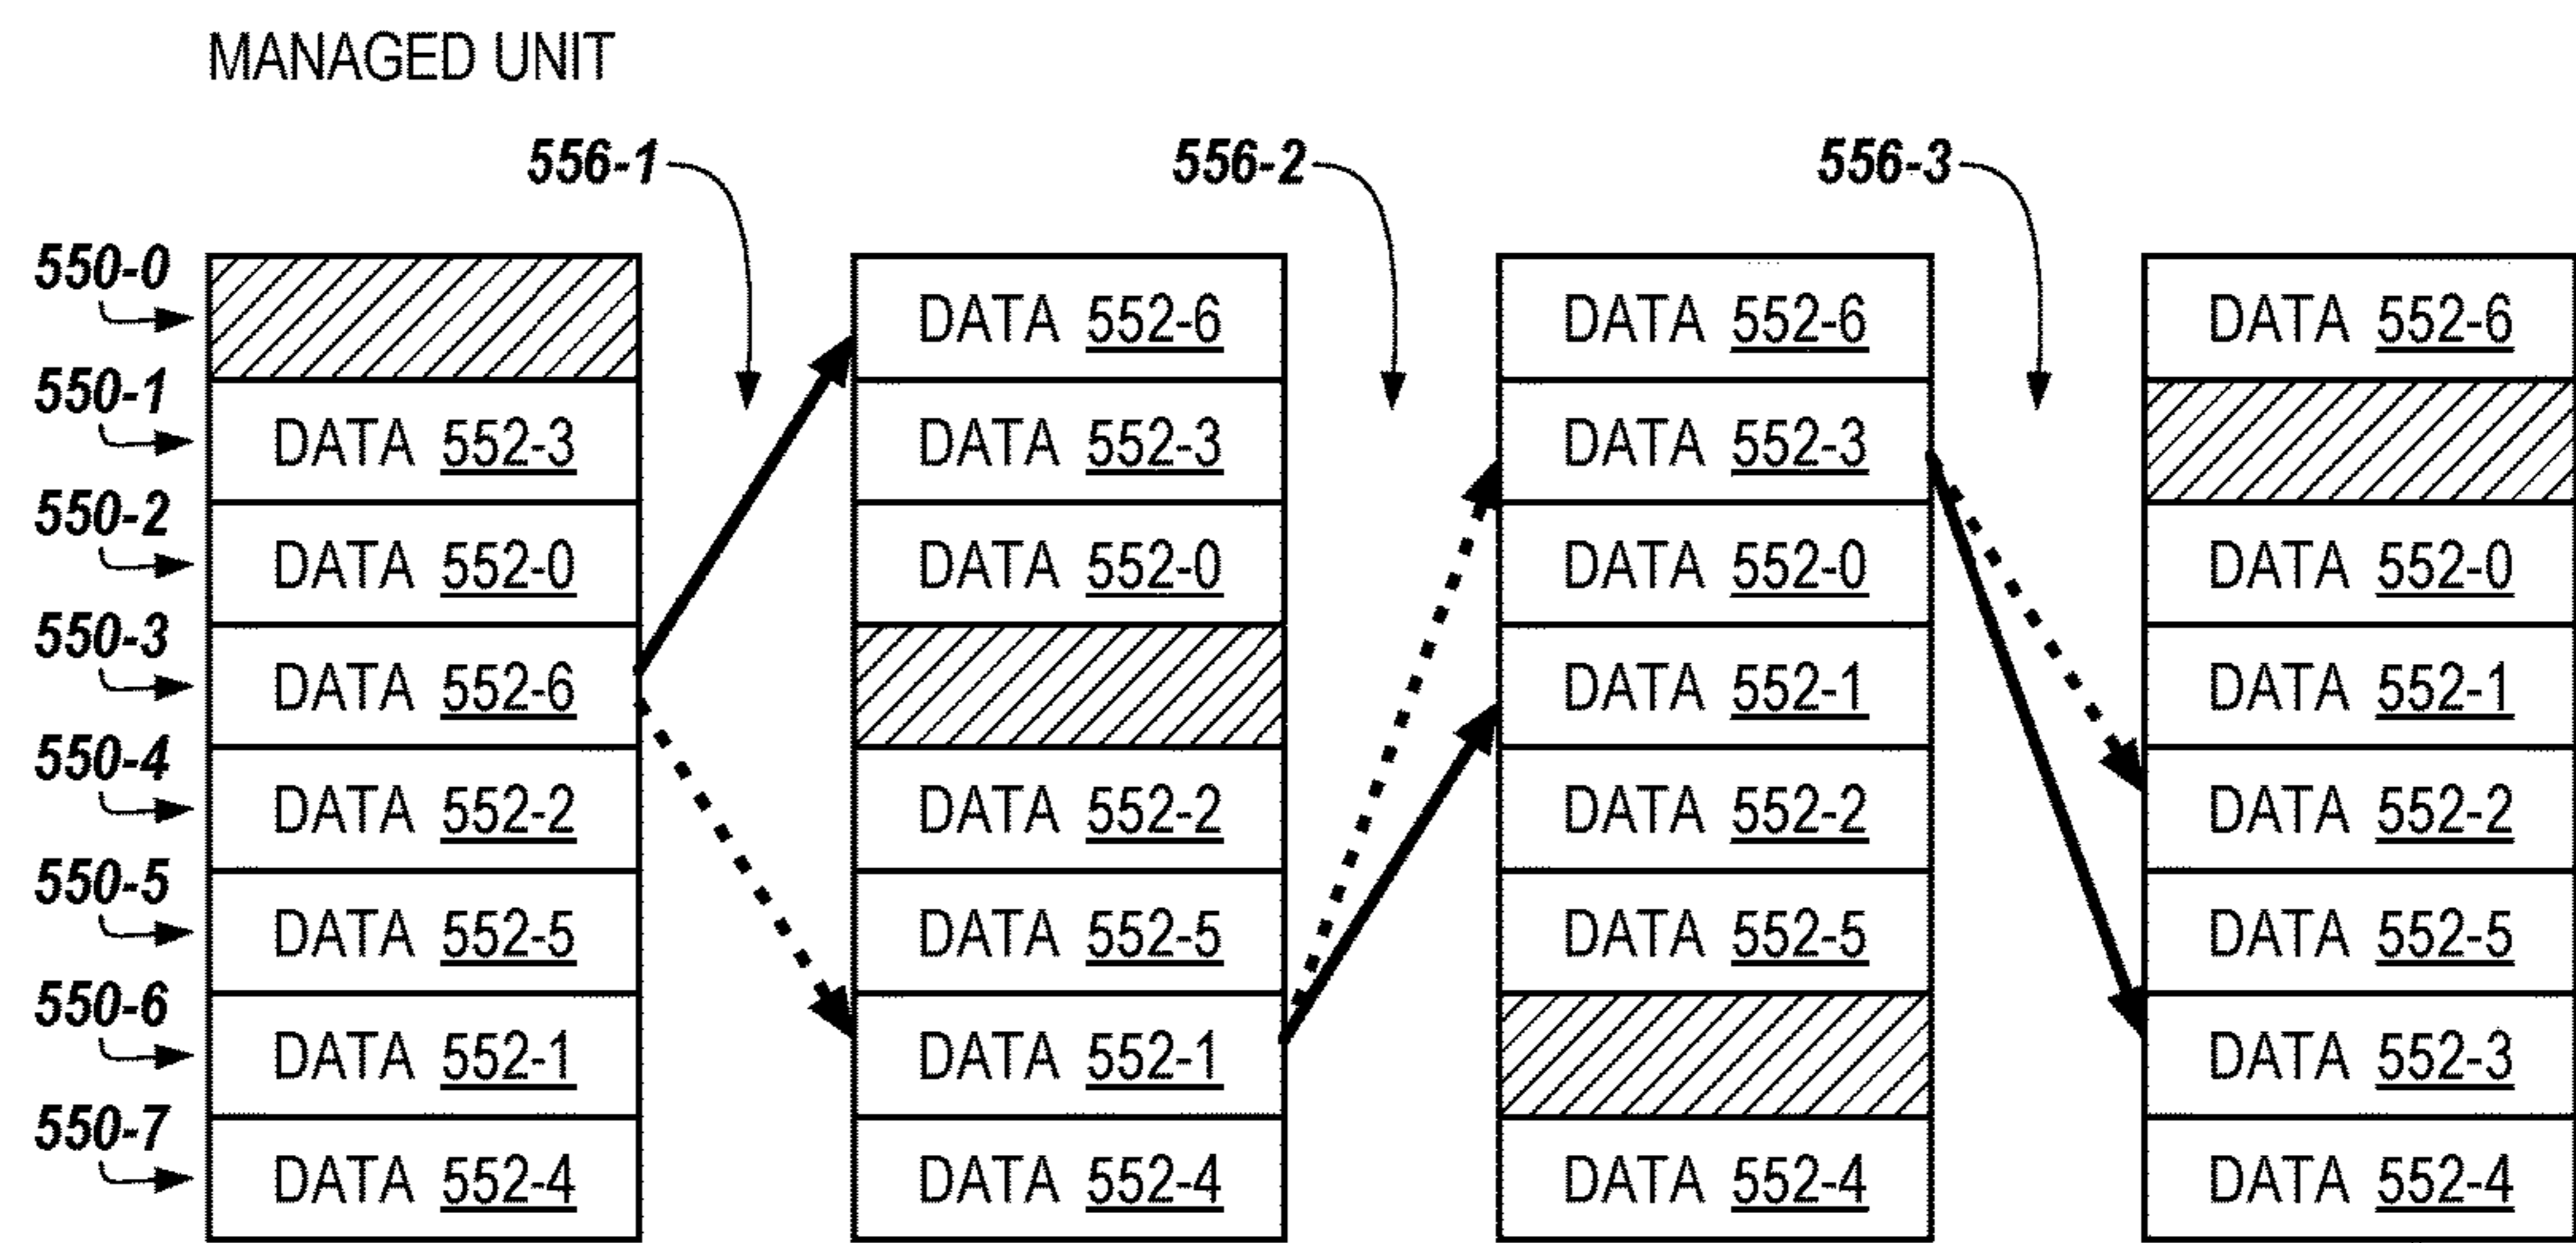 MANAGED UNIT
556-1 556-2 556-3
550-0 DATA 552-6 DATA 552-6 DATA 552-6
550-1 DATA 552-3 DATA 552-3 DATA 552-3
550-2 DATA 552-0 DATA 552-0 DATA 552-0 DATA 552-0
550-3 DATA 552-6 DATA 552-1 DATA 552-1
550-4 DATA 552-2 DATA 552-2 DATA 552-2 DATA 552-2
550-5 DATA 552-5 DATA 552-5 DATA 552-5 DATA 552-5
550-6 DATA 552-1 DATA 552-1 DATA 552-3
550-7 DATA 552-4 DATA 552-4 DATA 552-4 DATA 552-4